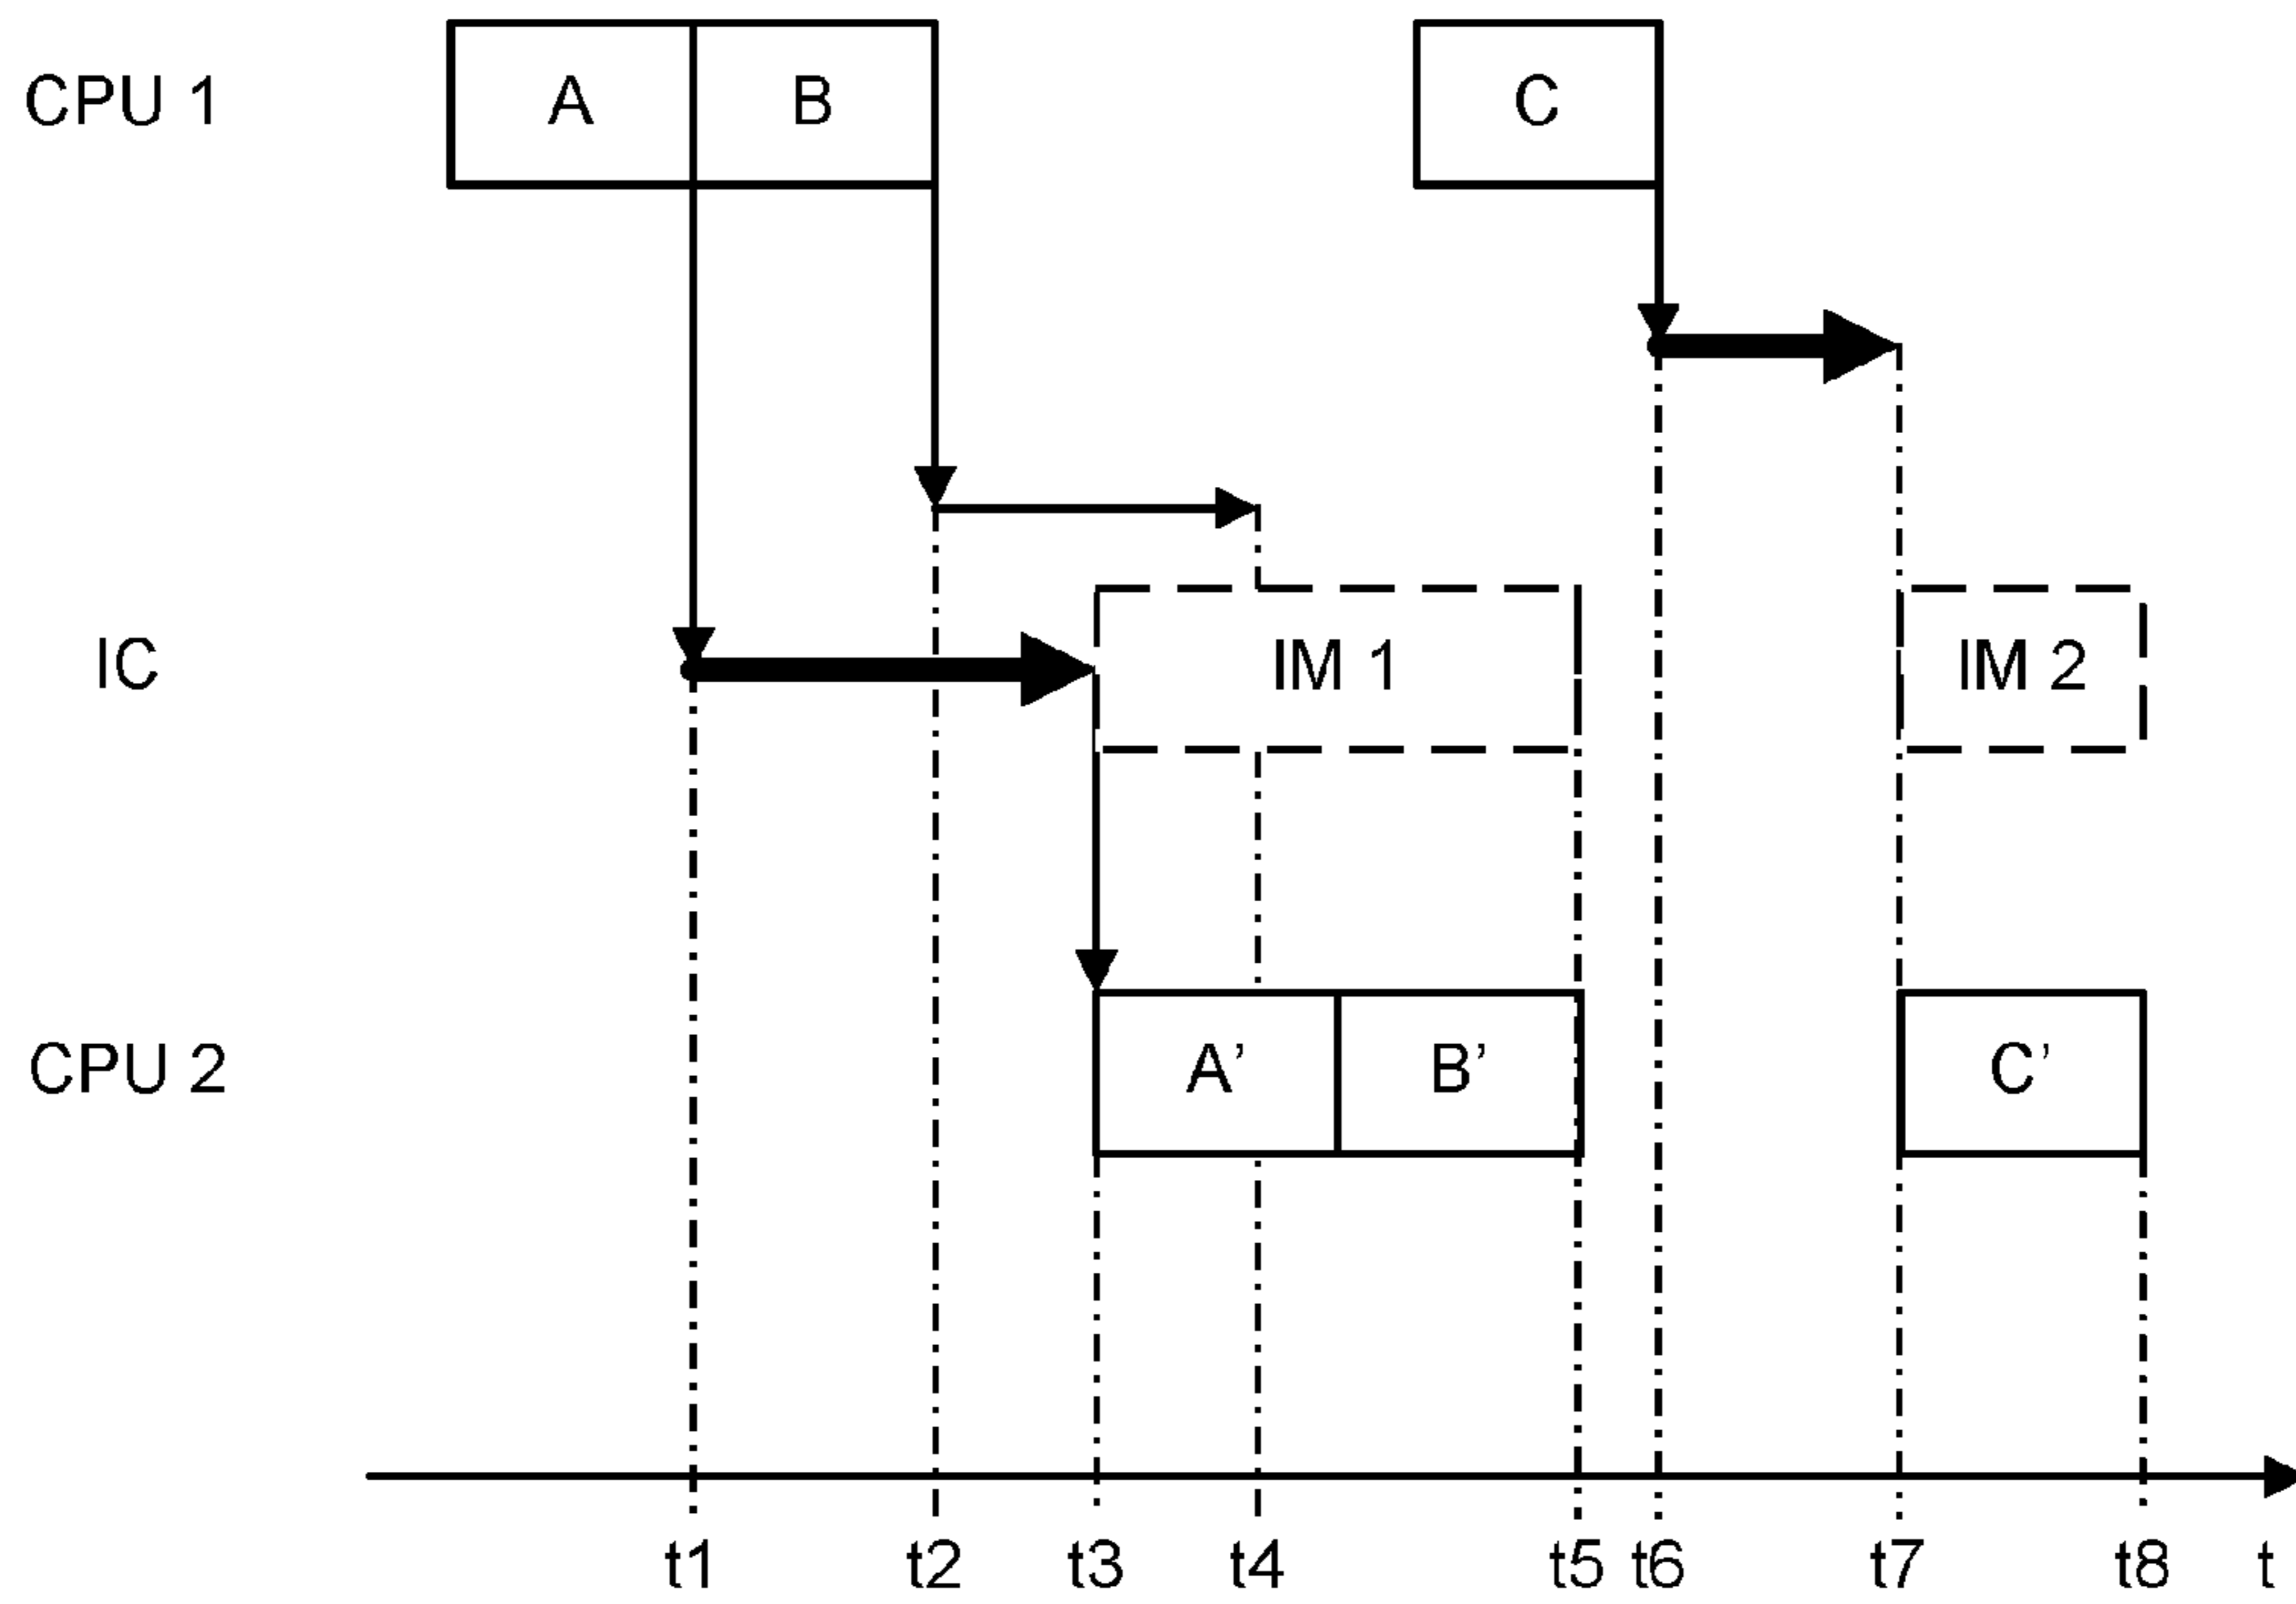 CPU 1 A B C
IC IM 1 IM 2
CPU 2 A’ B’ C’
t1 t2 t3 t4 t5 t6 t7 t8 t